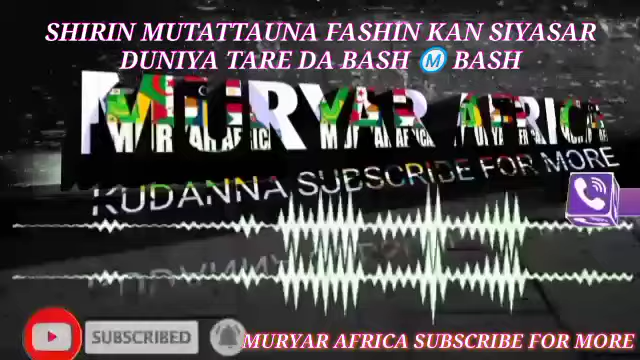 SHIRIN MUTATTAUNA FASHIN KAN SIYASAR
DUNIYA TARE DA BASH M BASH
MURYAR AFRICA
KUDANNA SUBSCRIBE FOR MORE
SUBSCRIBED
MURYAR AFRICA SUBSCRIBE FOR MORE